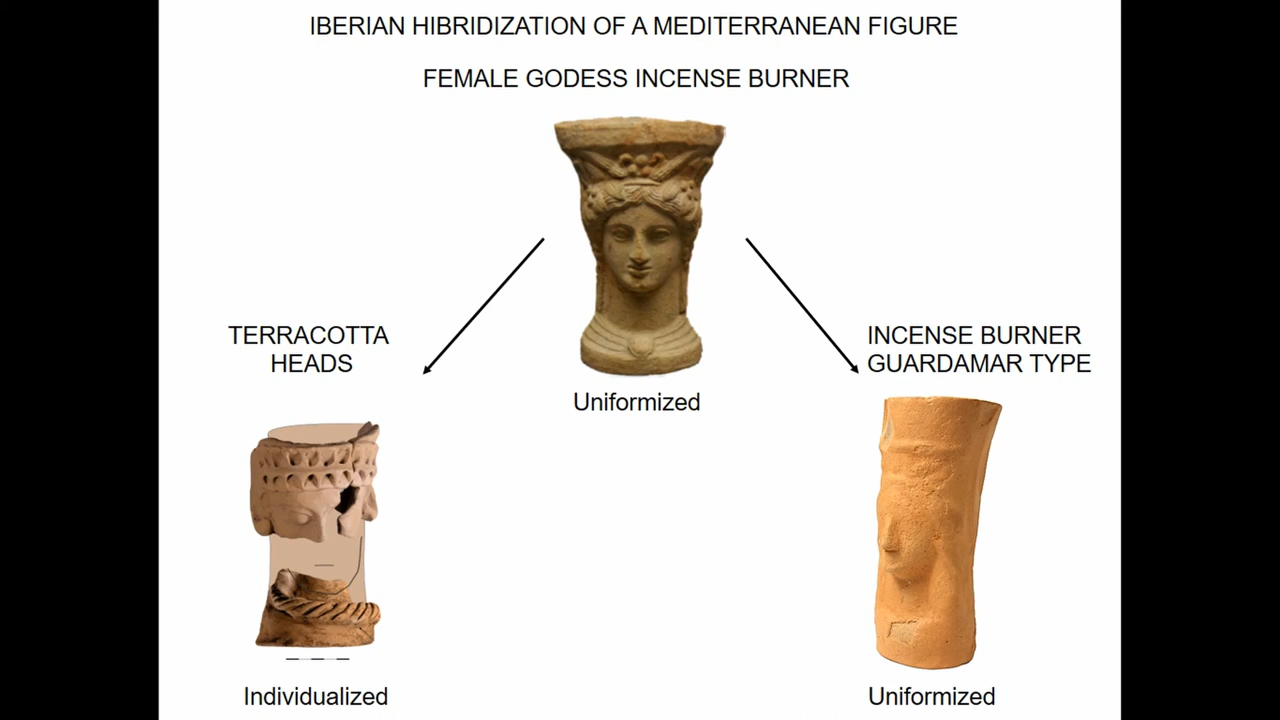 IBERIAN HIBRIDIZATION OF A MEDITERRANEAN FIGURE
FEMALE GODESS INCENSE BURNER
TERRACOTTA
HEADS
INCENSE BURNER
GUARDAMAR TYPE
Uniformized
Individualized
Uniformized